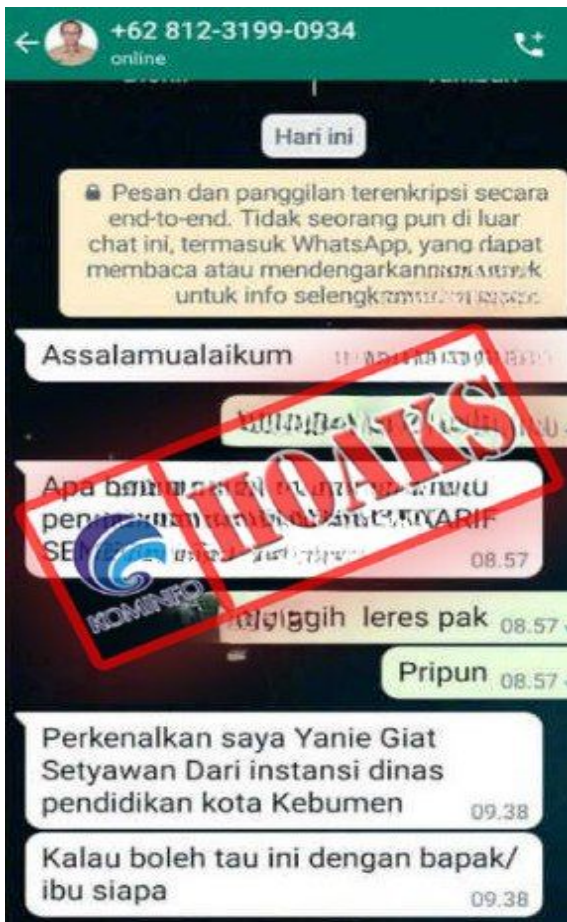 +62 812-3199-0934
online
Hari ini
Pesan dan panggilan terenkripsi secara
end-to-end. Tidak seorang pun di luar
chat ini, termasuk WhatsApp, yang dapat
membaca atau
untuk info
Assalamualaikum
HOAKS
Apa
ARIF
08.57
KOMINFO
leres pak 08.57
Pripun 08.57
Perkenalkan saya Yanie Giat
Setyawan Dari instansi dinas
pendidikan kota Kebumen 09.38
Kalau boleh tau ini dengan bapak/
ibu siapa 09.38